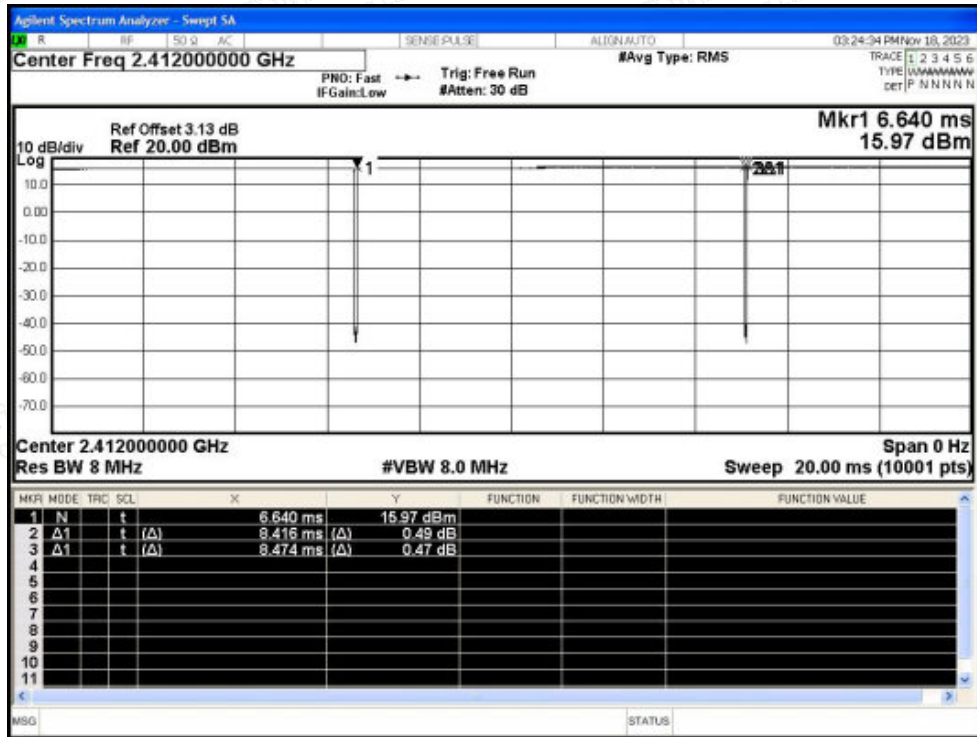 Agilent Spectrum Analyzer - Swept SA
R RF 50 Ω AC SENSE:PULSE ALIGN AUTO 03:24:34 PM Nov 18, 2023
Center Freq 2.412000000 GHz
#Avg Type: RMS
TRACE 1 2 3 4 5 6
PNO: Fast Trig: Free Run
TYPE
IFGain:Low #Atten: 30 dB
DET P N N N N N
Mkr1 6.640 ms
Ref Offset 3.13 dB
10 dB/div Ref 20.00 dBm
15.97 dBm
Log
1
10.0
0.00
-10.0
-20.0
-30.0
-40.0
-50.0
-60.0
-70.0
Center 2.412000000 GHz Span 0 Hz
Res BW 8 MHz #VBW 8.0 MHz Sweep 20.00 ms (10001 pts)
MKR MODE TRC SCL X Y FUNCTION FUNCTION WIDTH FUNCTION VALUE
1 N t 6.640 ms 15.97 dBm
2 Δ1 t (Δ) 8.416 ms (Δ) 0.49 dB
3 Δ1 t (Δ) 8.474 ms (Δ) 0.47 dB
4
5
6
7
8
9
10
11
MSG STATUS